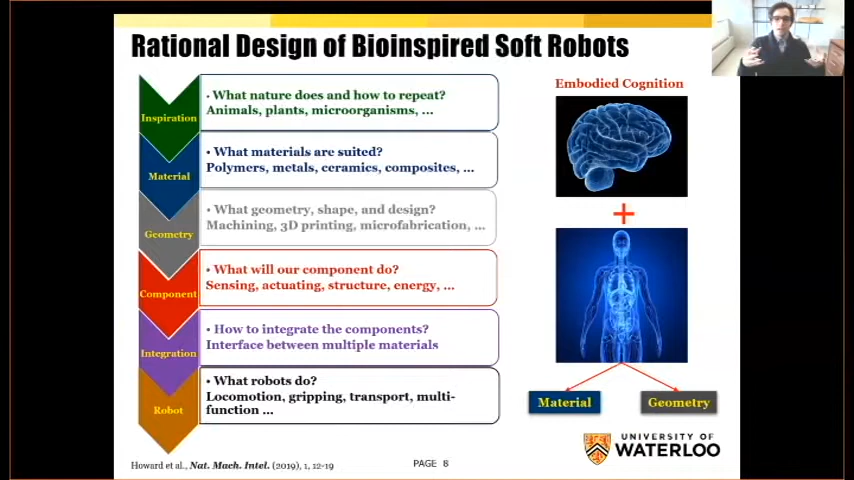 Rational Design of Bioinspired Soft Robots
Inspiration
• What nature does and how to repeat?
Animals, plants, microorganisms, ...
Material
• What materials are suited?
Polymers, metals, ceramics, composites, ...
Geometry
• What geometry, shape, and design?
Machining, 3D printing, microfabrication, ...
Component
• What will our component do?
Sensing, actuating, structure, energy, ...
Integration
• How to integrate the components?
Interface between multiple materials
Robot
• What robots do?
Locomotion, gripping, transport, multi-
function ...
Embodied Cognition
+
Material
Geometry
Howard et al., Nat. Mach. Intel. (2019), 1, 12-19
PAGE 8
UNIVERSITY OF
WATERLOO